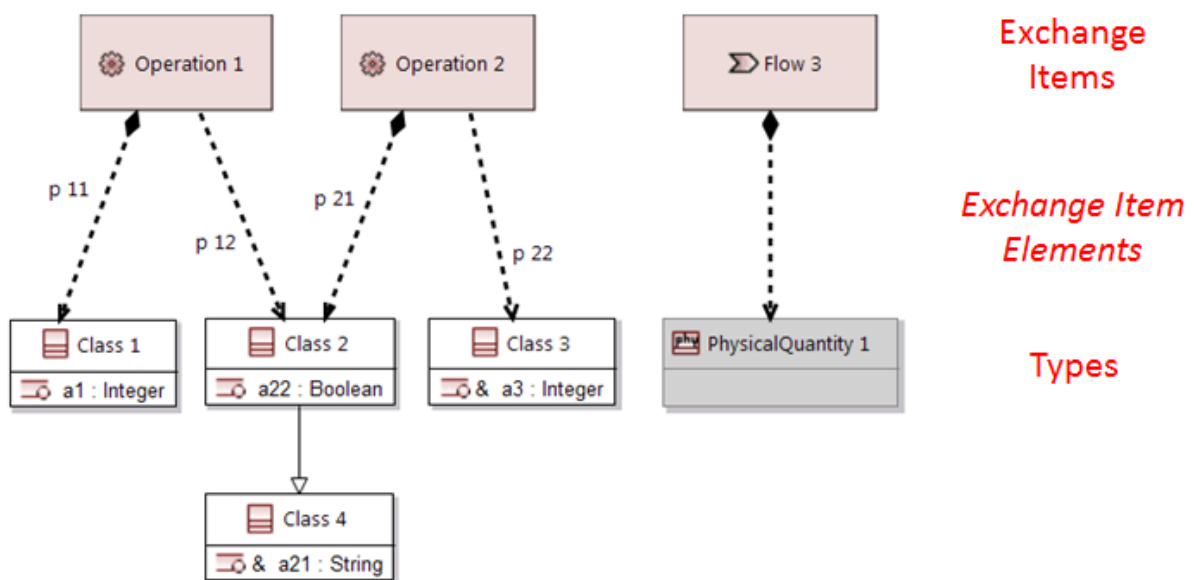 Operation 1
Operation 2
Flow 3
Exchange
Items
p 11
p 12
p 21
p 22
Exchange Item
Elements
Class 1
a1 : Integer
Class 2
a22 : Boolean
Class 3
& a3 : Integer
phy
PhysicalQuantity 1
Types
Class 4
& a21 : String